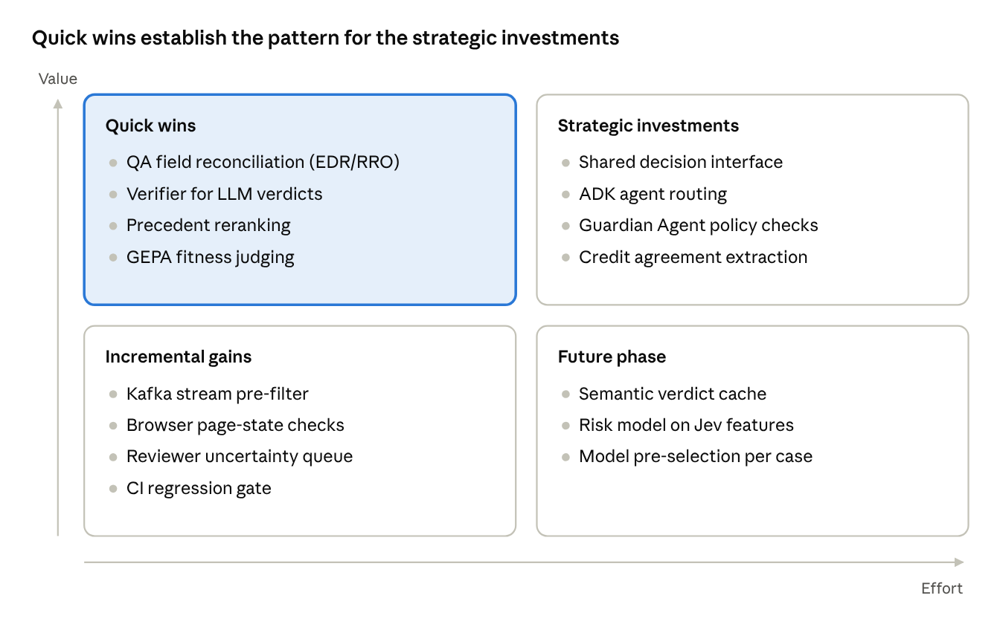 Quick wins establish the pattern for the strategic investments
Value
Quick wins
QA field reconciliation (EDR/RRO)
Verifier for LLM verdicts
Precedent reranking
GEPA fitness judging
Strategic investments
Shared decision interface
ADK agent routing
Guardian Agent policy checks
Credit agreement extraction
Incremental gains
Kafka stream pre-filter
Browser page-state checks
Reviewer uncertainty queue
CI regression gate
Future phase
Semantic verdict cache
Risk model on Jev features
Model pre-selection per case
Effort